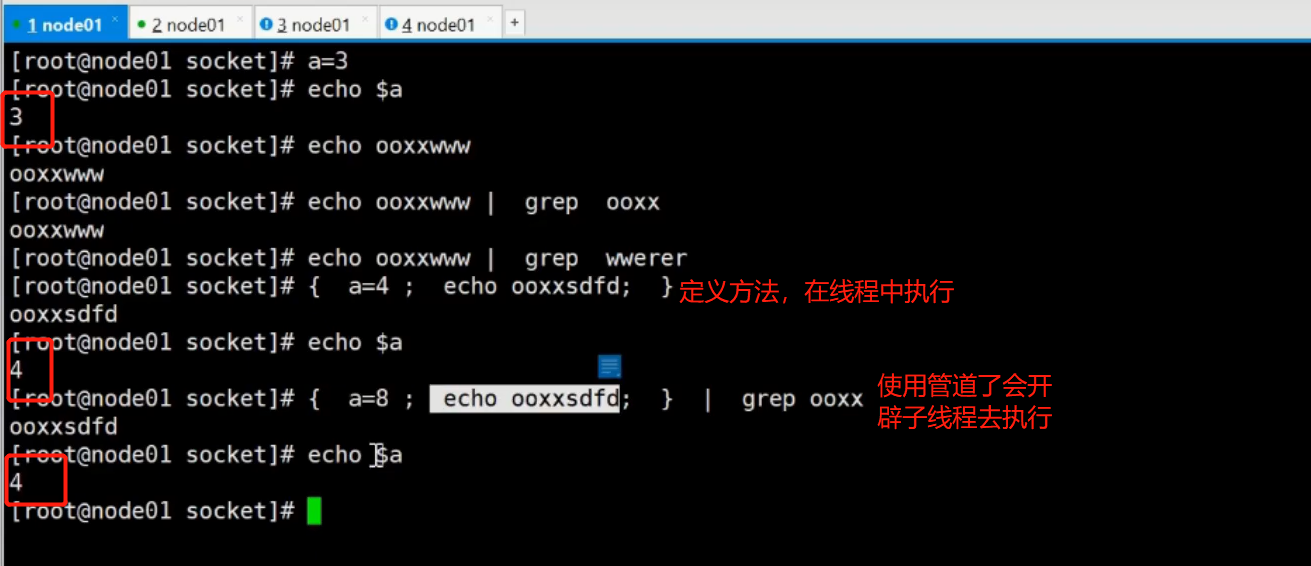 1 node01 2 node01 3 node01 4 node01 +
[root@node01 socket]# a=3
[root@node01 socket]# echo $a
3
[root@node01 socket]# echo ooxxwww
ooxxwww
[root@node01 socket]# echo ooxxwww |  grep  ooxx
ooxxwww
[root@node01 socket]# echo ooxxwww |  grep  wwerer
[root@node01 socket]# {  a=4 ;  echo ooxxsdfd;  } 定义方法，在线程中执行
ooxxsdfd
[root@node01 socket]# echo $a
4
[root@node01 socket]# {  a=8 ;  echo ooxxsdfd;  }  |  grep ooxx 使用管道了会开
辟子线程去执行
ooxxsdfd
[root@node01 socket]# echo $a
4
[root@node01 socket]#